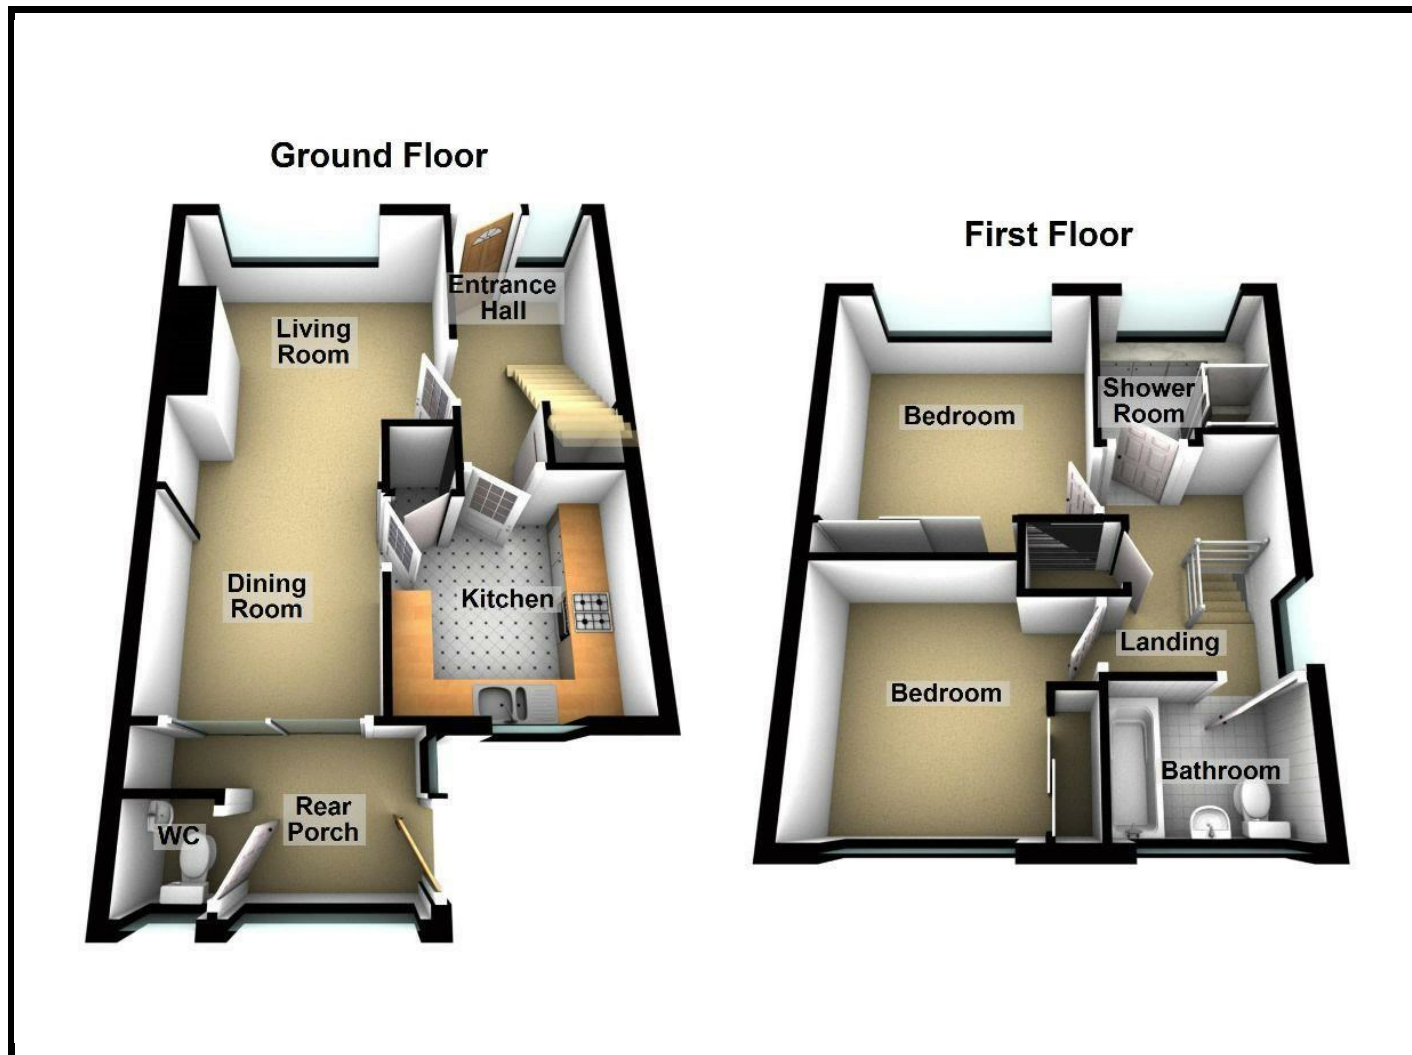 Ground Floor
Entrance
Hall
Living
Room
Dining
Room
Kitchen
Rear
Porch
WC
First Floor
Shower
Room
Bedroom
Landing
Bedroom
Bathroom